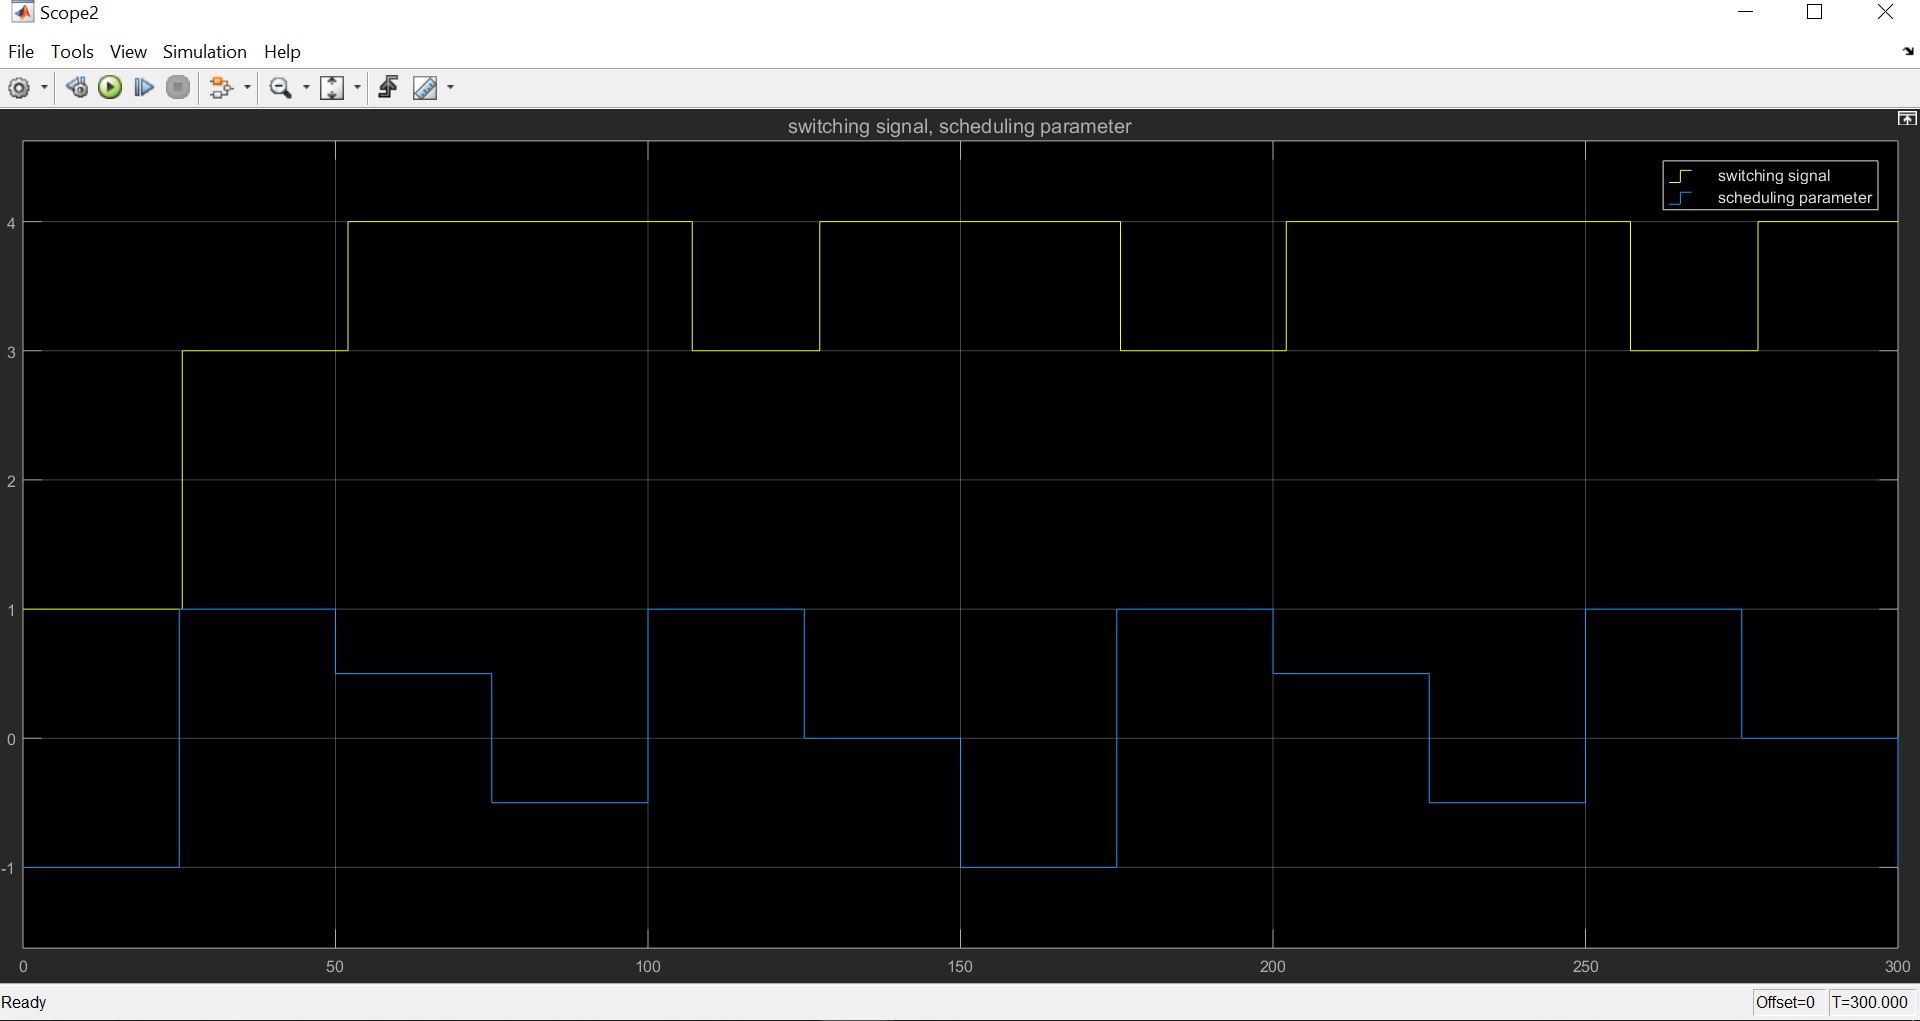 Scope2
File Tools View Simulation Help
switching signal, scheduling parameter
switching signal
scheduling parameter
4
3
2
1
0
-1
0 50 100 150 200 250 300
Ready Offset=0 T=300.000